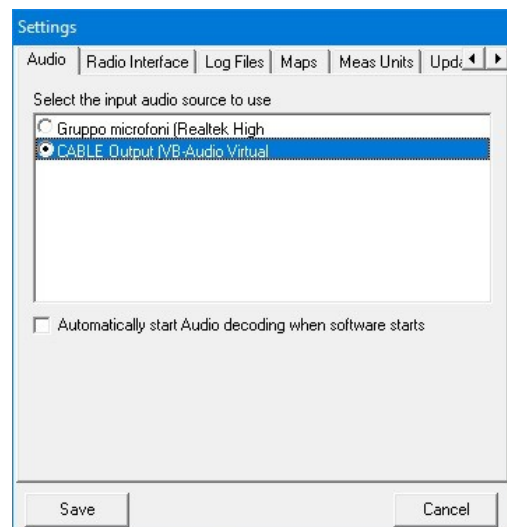 Settings
Audio Radio Interface Log Files Maps Meas Units Upda
Select the input audio source to use
Gruppo microfoni (Realtek High
CABLE Output (VB-Audio Virtual
Automatically start Audio decoding when software starts
Save Cancel